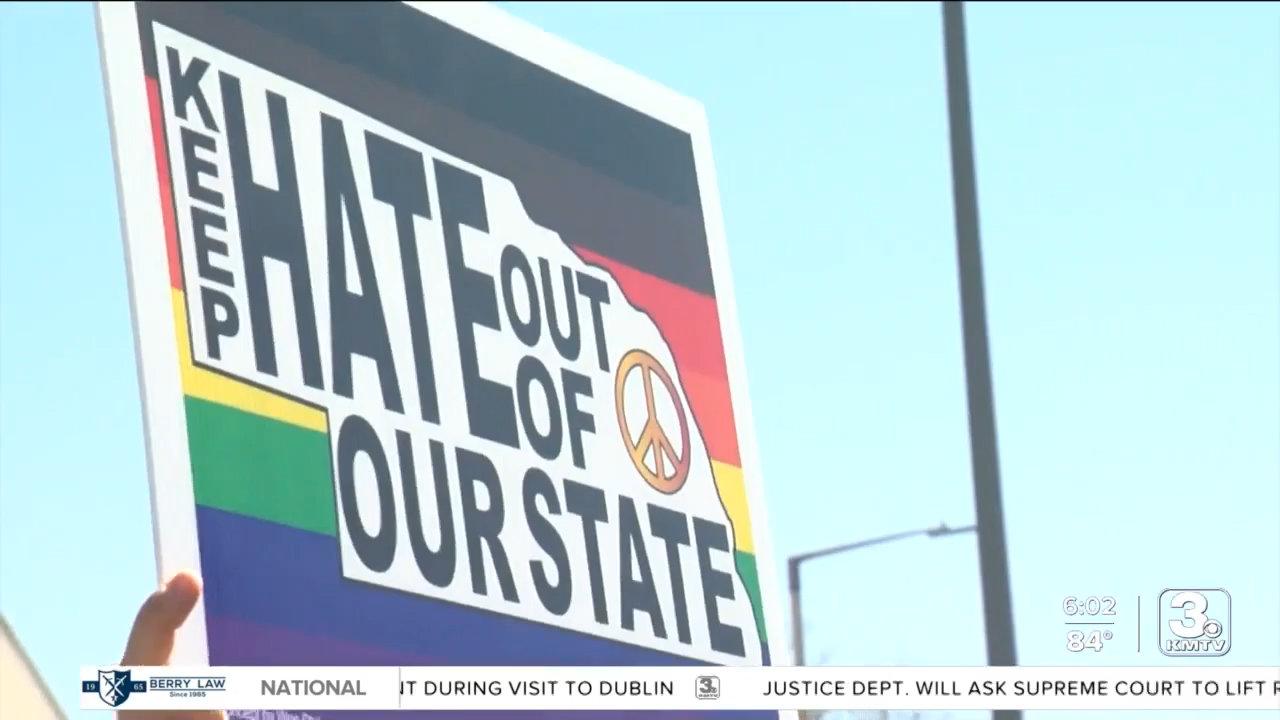 KEEP
HATE
OUT
OF
OUR STATE
6:02
84°
3
KMTV
19 65 BERRY LAW
Since 1965
NATIONAL
T DURING VISIT TO DUBLIN
3
JUSTICE DEPT. WILL ASK SUPREME COURT TO LIFT